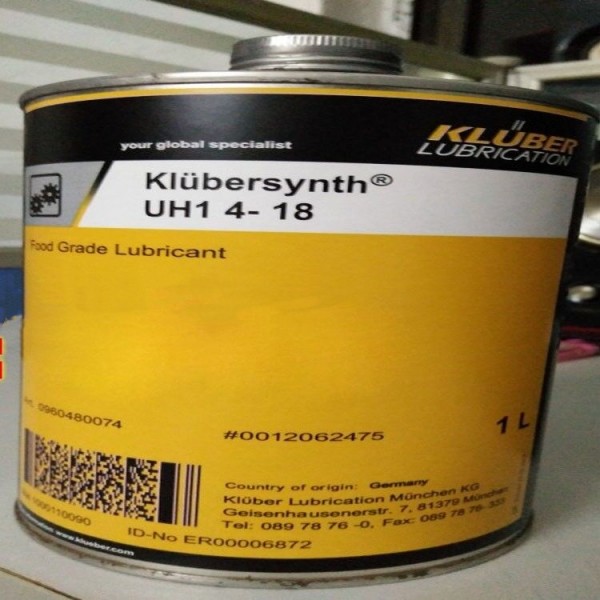 your global specialist
KLÜBER
LUBRICATION
Klübersynth®
UH1 4- 18
Food Grade Lubricant
0960480074
#0012062475
1 L
Country of origin: Germany
Klüber Lubrication München KG
Geisenhausenerstr. 7, 81379 München
Tel: 089 78 76 -0, Fax: 089 78 76- 333
1000110090
ID-No ER00006872
www.klueber.com